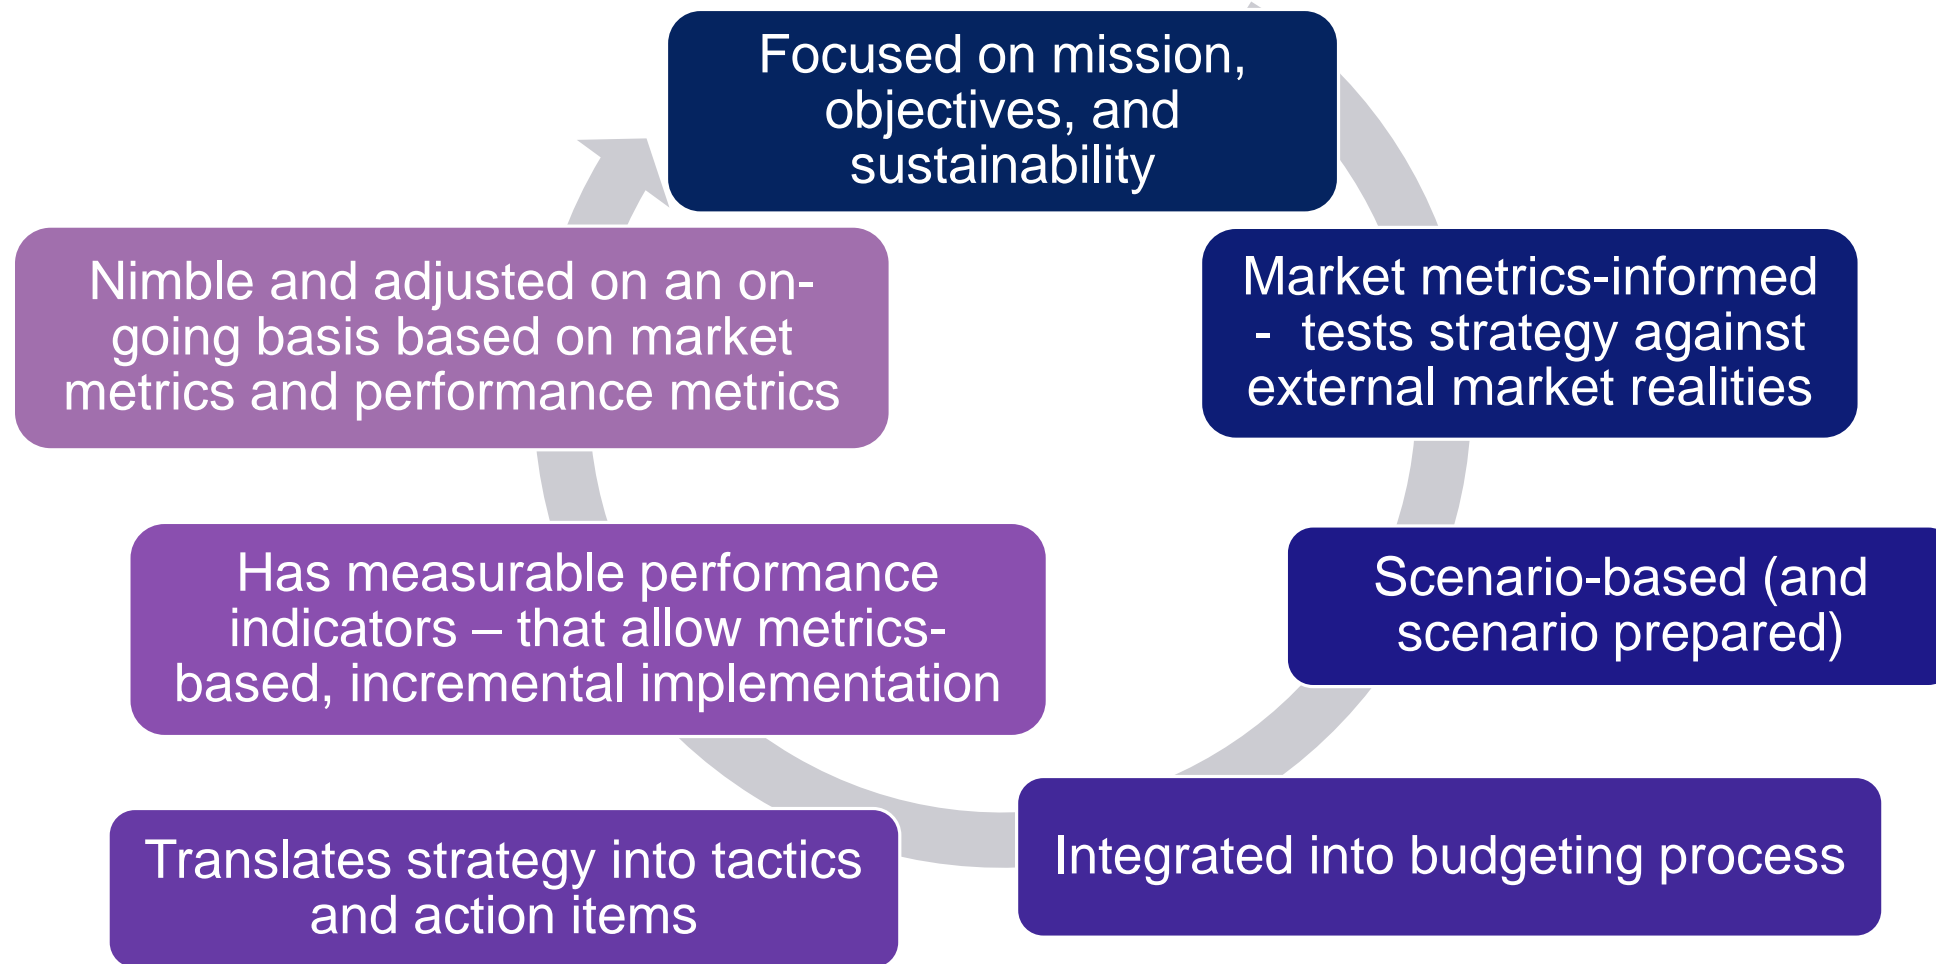 Focused on mission,
objectives, and
sustainability
Market metrics-informed
- tests strategy against
external market realities
Scenario-based (and
scenario prepared)
Integrated into budgeting process
Translates strategy into tactics
and action items
Has measurable performance
indicators – that allow metrics-
based, incremental implementation
Nimble and adjusted on an on-
going basis based on market
metrics and performance metrics